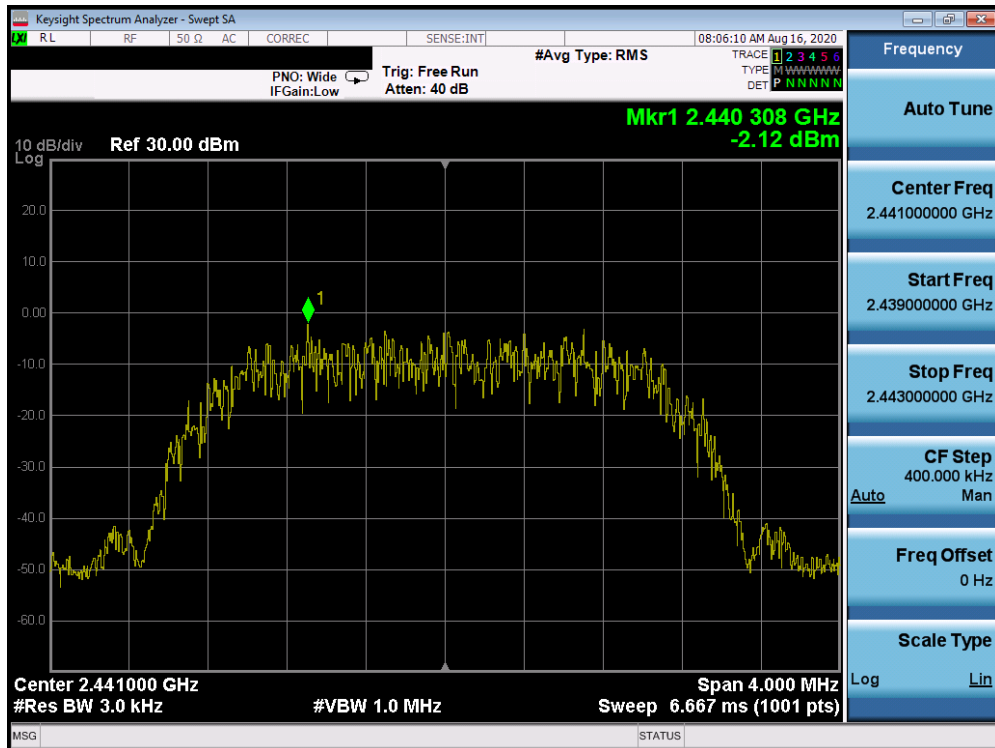 Keysight Spectrum Analyzer - Swept SA
LXI RL RF 50 Ω AC CORREC SENSE:INT 08:06:10 AM Aug 16, 2020
#Avg Type: RMS
TRACE 1 2 3 4 5 6
PNO: Wide Trig: Free Run
TYPE M WWWWW
IFGain:Low Atten: 40 dB
DET P N N N N N
Mkr1 2.440 308 GHz
-2.12 dBm
10 dB/div Ref 30.00 dBm
Log
20.0
10.0
0.00
1
-10.0
-20.0
-30.0
-40.0
-50.0
-60.0
Center 2.441000 GHz Span 4.000 MHz
#Res BW 3.0 kHz #VBW 1.0 MHz Sweep 6.667 ms (1001 pts)
MSG STATUS
Frequency
Auto Tune
Center Freq
2.441000000 GHz
Start Freq
2.439000000 GHz
Stop Freq
2.443000000 GHz
CF Step
400.000 kHz
Auto Man
Freq Offset
0 Hz
Scale Type
Log Lin